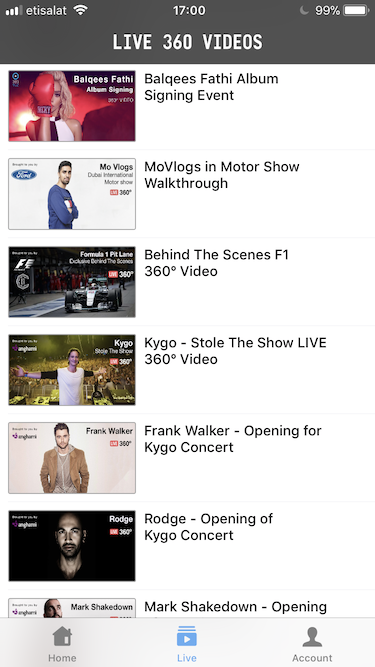 etisalat
17:00
99%
LIVE 360 VIDEOS
Balqees Fathi
Album Signing
360° VIDEO
Balqees Fathi Album
Signing Event
Brought to you by
Ford
Mo Vlogs
Dubai International
Motor show
LIVE 360°
MoVlogs in Motor Show
Walkthrough
Brought to you by
F1
Formula 1 Pit Lane
Exclusive Behind The Scenes
LIVE 360°
Behind The Scenes F1
360° Video
Brought to you by
anghami
Kygo
Stole The Show
LIVE 360°
Kygo - Stole The Show LIVE
360° Video
Brought to you by
anghami
Frank Walker
LIVE 360°
Frank Walker - Opening for
Kygo Concert
Brought to you by
anghami
Rodge
LIVE 360°
Rodge - Opening of
Kygo Concert
Brought to you by
anghami
Mark Shakedown
LIVE 360°
Mark Shakedown - Opening
Home
Live
Account